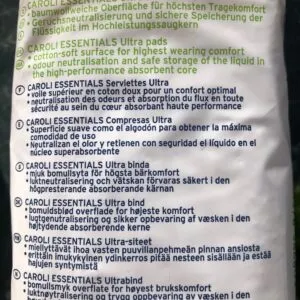 CAROLI ESSENTIALS
• baumwollweiche Oberfläche für höchsten Tragekomfort
• Geruchsneutralisierung und sichere Speicherung der
Flüssigkeit im Hochleistungssaugkern
CAROLI ESSENTIALS Ultra pads
• cotton-soft surface for highest wearing comfort
• odour neutralisation and safe storage of the liquid in
the high-performance absorbent core
F CAROLI ESSENTIALS Serviettes Ultra
• voile supérieur en coton doux pour un confort optimal
• neutralisation des odeurs et absorption du flux en toute
sécurité au sein du cœur absorbant haute performance
E CAROLI ESSENTIALS Compresas Ultra
• Superficie suave como el algodón para obtener la máxima
comodidad de uso
• Neutralizan el olor y retienen con seguridad el líquido en el
núcleo superabsorbente
S CAROLI ESSENTIALS Ultra binda
• mjuk bomullsyta för högsta bärkomfort
• luktneutralisering och vätskan förvaras säkert i den
högpresterande absorberande kärnan
DK CAROLI ESSENTIALS Ultra bind
• bomuldsblød overflade for højeste komfort
• lugtneutralisering og sikker opbevaring af væsken i den
højtydende absorberende kerne
FIN CAROLI ESSENTIALS Ultra-siteet
• miellyttävät ihoa vasten puuvillanpehmeän pinnan ansiosta
• erittäin imukykyinen ydinkerros pitää nesteen sisällään ja estää
hajujen syntymistä
N CAROLI ESSENTIALS Ultrabind
• bomullsmyk overflate for høyest brukskomfort
• luktnøytralisering og trygg oppbevaring av væsken i den